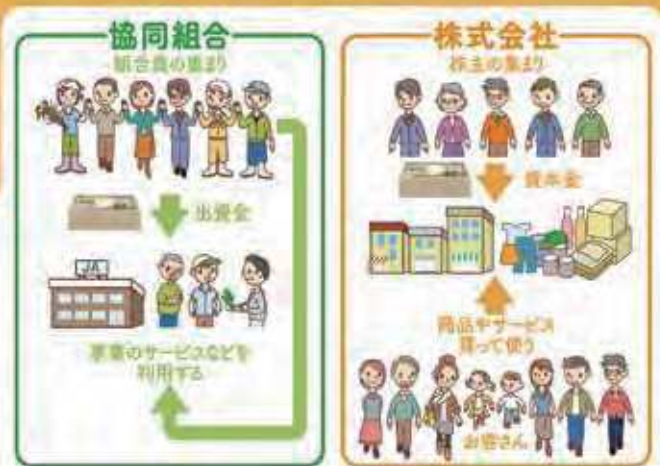 協同組合
組合員の集まり
出資金
JA
事業のサービスなどを
利用する
株式会社
株主の集まり
資本金
商品やサービス
買って使う
お客さん